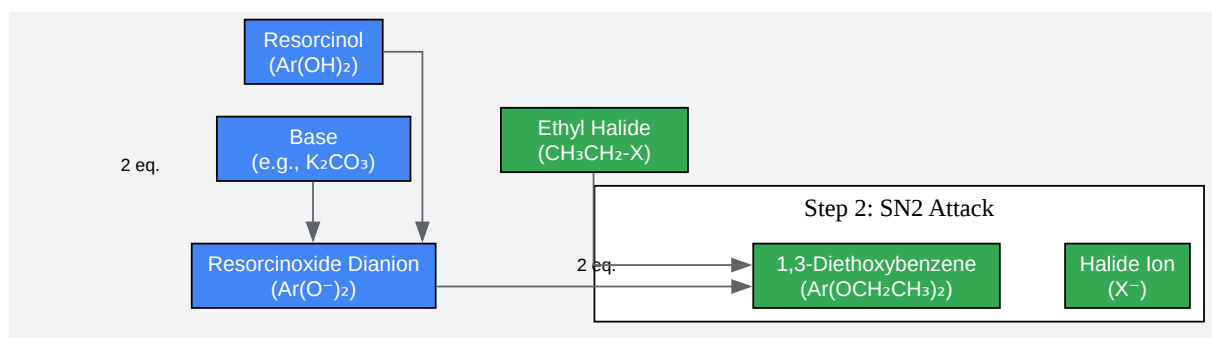 Resorcinol
(Ar(OH)₂)
Base
(e.g., K₂CO₃)
2 eq.
Ethyl Halide
(CH₃CH₂-X)
Step 2: SN2 Attack
Resorcinoxide Dianion
(Ar(O⁻)₂)
2 eq.
1,3-Diethoxybenzene
(Ar(OCH₂CH₃)₂)
Halide Ion
(X⁻)